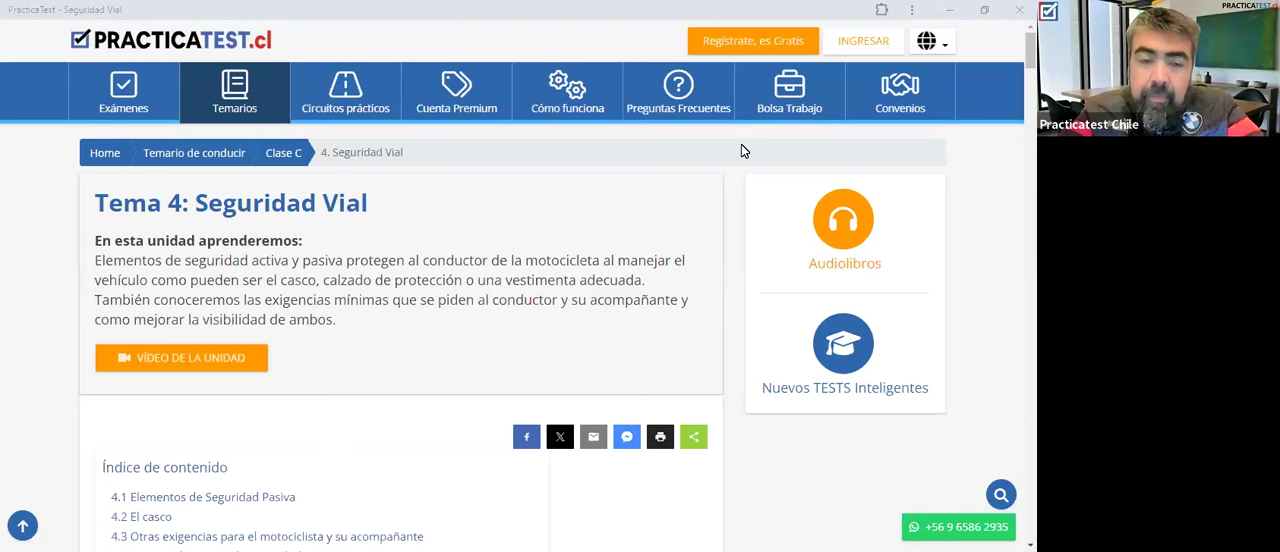 PracticaTest - Seguridad Vial
PRACTICATEST.cl
Regístrate, es Gratis
INGRESAR
Exámenes
Temarios
Circuitos prácticos
Cuenta Premium
Cómo funciona
Preguntas Frecuentes
Bolsa Trabajo
Convenios
Home
Temario de conducir
Clase C
4. Seguridad Vial
Tema 4: Seguridad Vial
En esta unidad aprenderemos:
Elementos de seguridad activa y pasiva protegen al conductor de la motocicleta al manejar el
vehículo como pueden ser el casco, calzado de protección o una vestimenta adecuada.
También conoceremos las exigencias mínimas que se piden al conductor y su acompañante y
como mejorar la visibilidad de ambos.
VÍDEO DE LA UNIDAD
Audiolibros
Nuevos TESTS Inteligentes
Índice de contenido
4.1 Elementos de Seguridad Pasiva
4.2 El casco
4.3 Otras exigencias para el motociclista y su acompañante
+56 9 6586 2935
PRACTICATEST.cl
Practicatest Chile